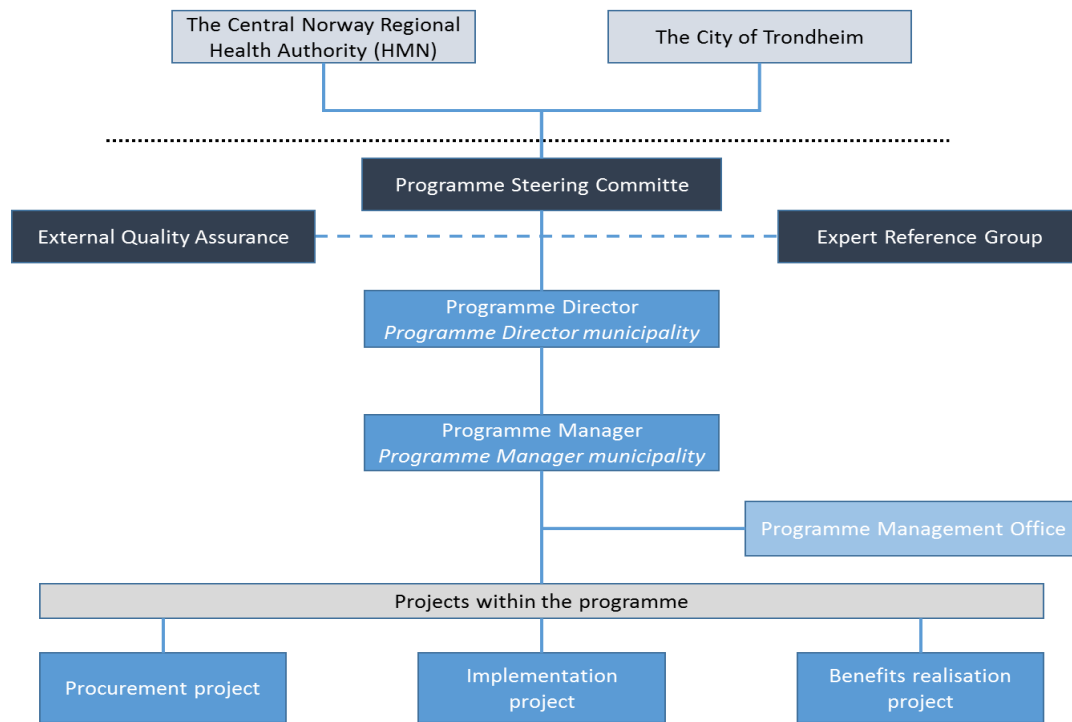 The Central Norway Regional
Health Authority (HMN)
The City of Trondheim
Programme Steering Committe
External Quality Assurance
Expert Reference Group
Programme Director
Programme Director municipality
Programme Manager
Programme Manager municipality
Programme Management Office
Projects within the programme
Procurement project
Implementation
project
Benefits realisation
project